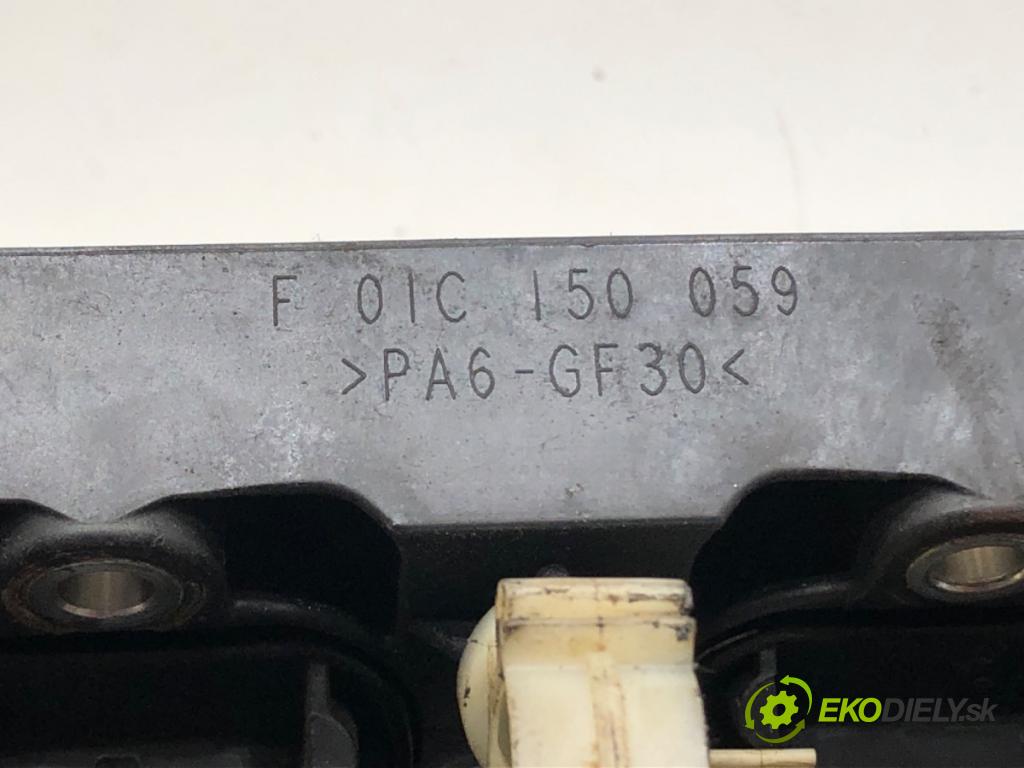 F 01C 150 059
>PA6-GF30<
EKODIELY.sk